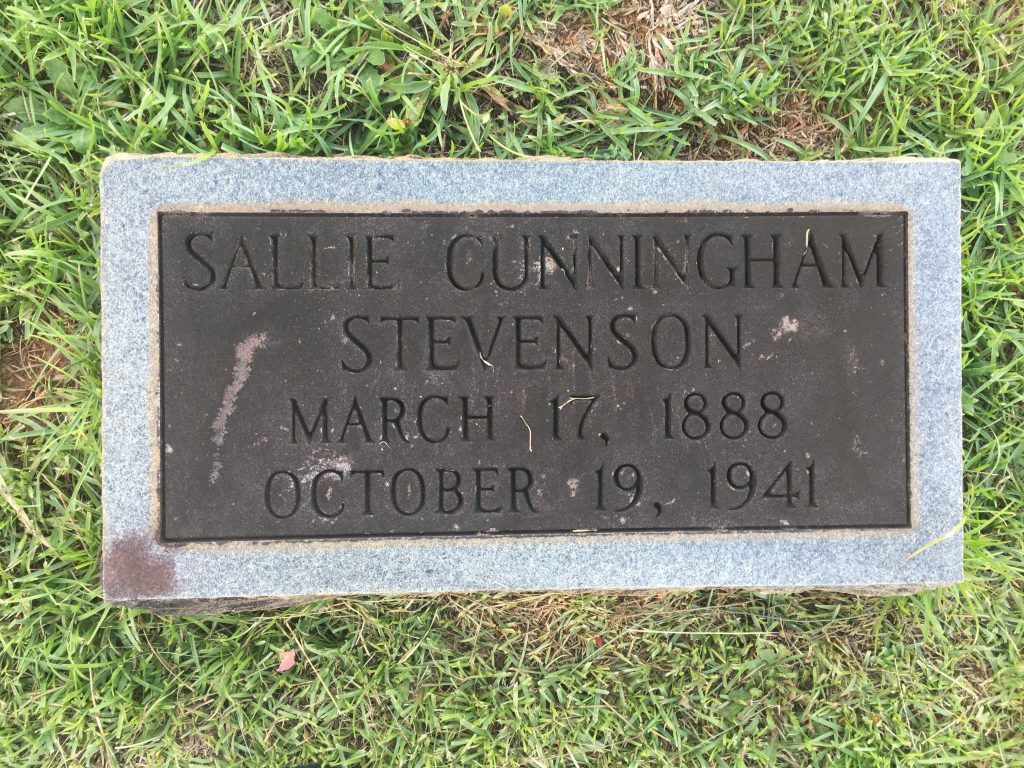 SALLIE CUNNINGHAM
STEVENSON
MARCH 17, 1888
OCTOBER 19, 1941